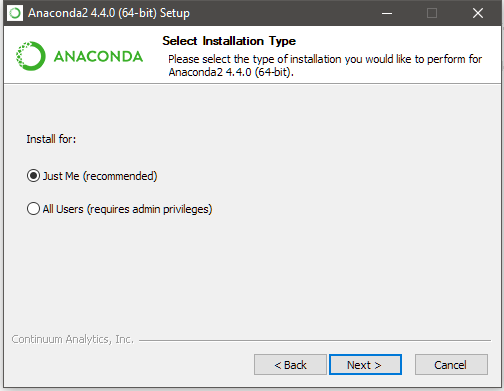 Anaconda2 4.4.0 (64-bit) Setup
Select Installation Type
Please select the type of installation you would like to perform for
Anaconda2 4.4.0 (64-bit).
ANACONDA
Install for:
Just Me (recommended)
All Users (requires admin privileges)
Continuum Analytics, Inc.
< Back
Next >
Cancel